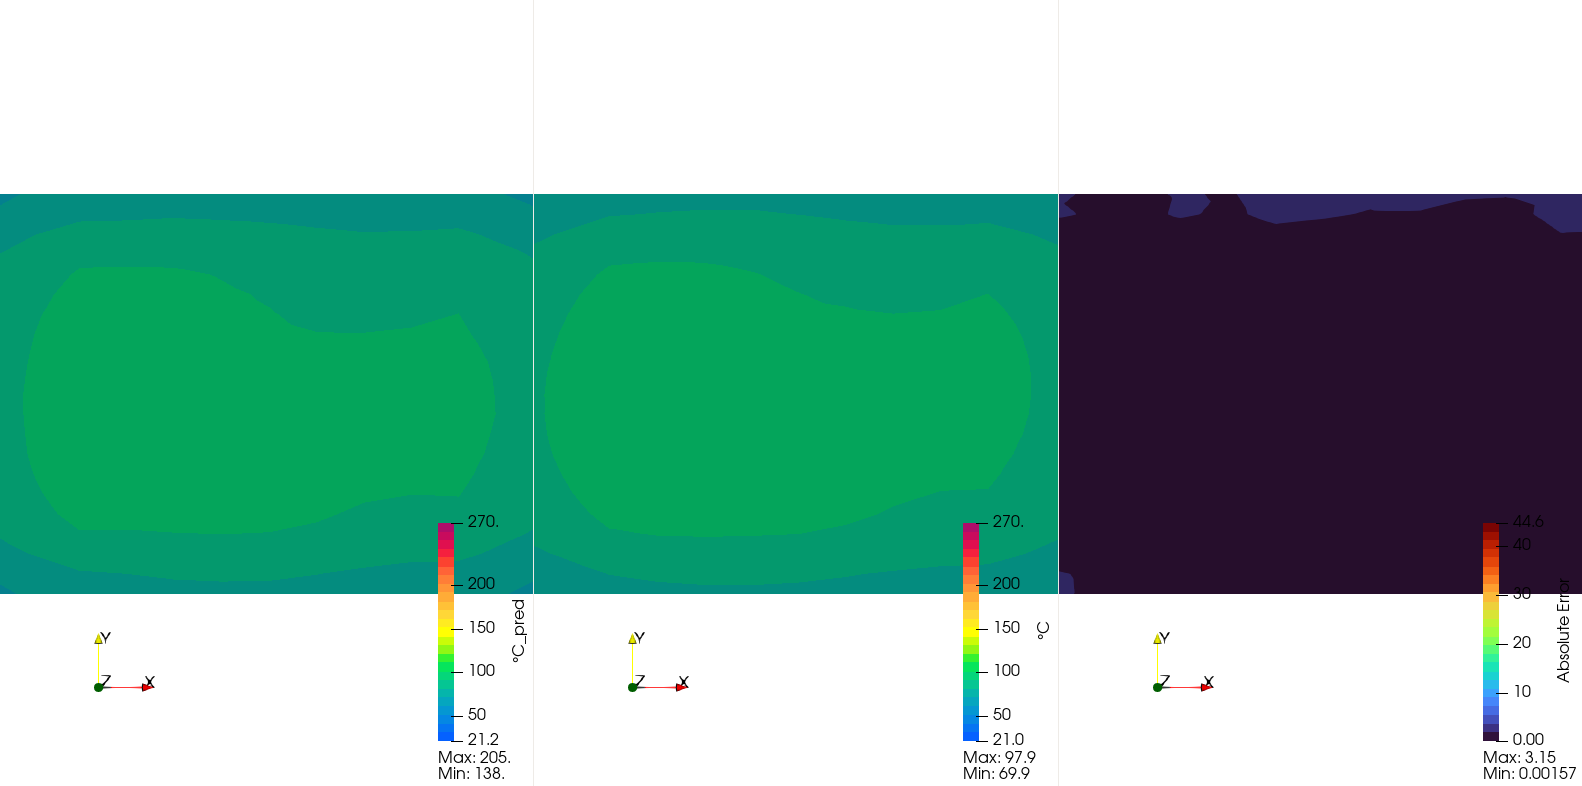 270.
200
150
100
50
21.2
°C_pred
Max: 205.
Min: 138.
Y
Z
X
270.
200
150
100
50
21.0
°C
Max: 97.9
Min: 69.9
Y
Z
X
44.6
40
30
20
10
0.00
Absolute Error
Max: 3.15
Min: 0.00157
Y
Z
X